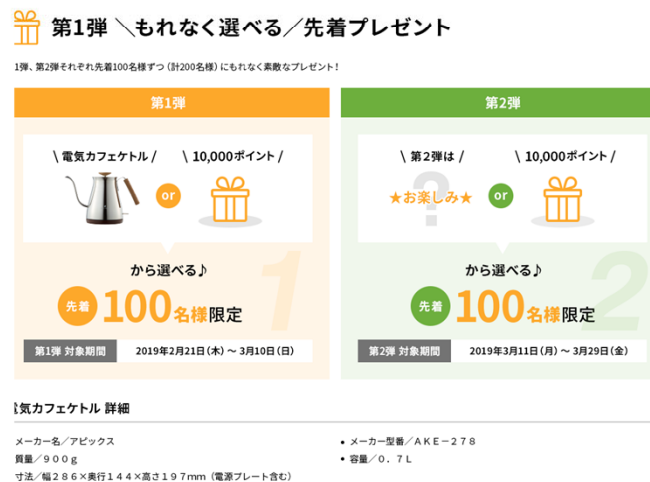 第1弾 ＼もれなく選べる／先着プレゼント
1弾、第2弾それぞれ先着100名様ずつ（計200名様）にもれなく素敵なプレゼント！
第1弾
\ 電気カフェケトル /
\ 10,000ポイント /
or
から選べる♪
先着 100名様限定
1
第1弾 対象期間 2019年2月21日（木）～ 3月10日（日）
第2弾
\ 第２弾は /
\ 10,000ポイント /
?
★お楽しみ★
or
から選べる♪
先着 100名様限定
2
第2弾 対象期間 2019年3月11日（月）～ 3月29日（金）
気カフェケトル 詳細
メーカー名／アピックス
● メーカー型番／ＡＫＥ－２７８
質量／９００ｇ
● 容量／０．７Ｌ
寸法／幅２８６×奥行１４４×高さ１９７ｍｍ（電源プレート含む）